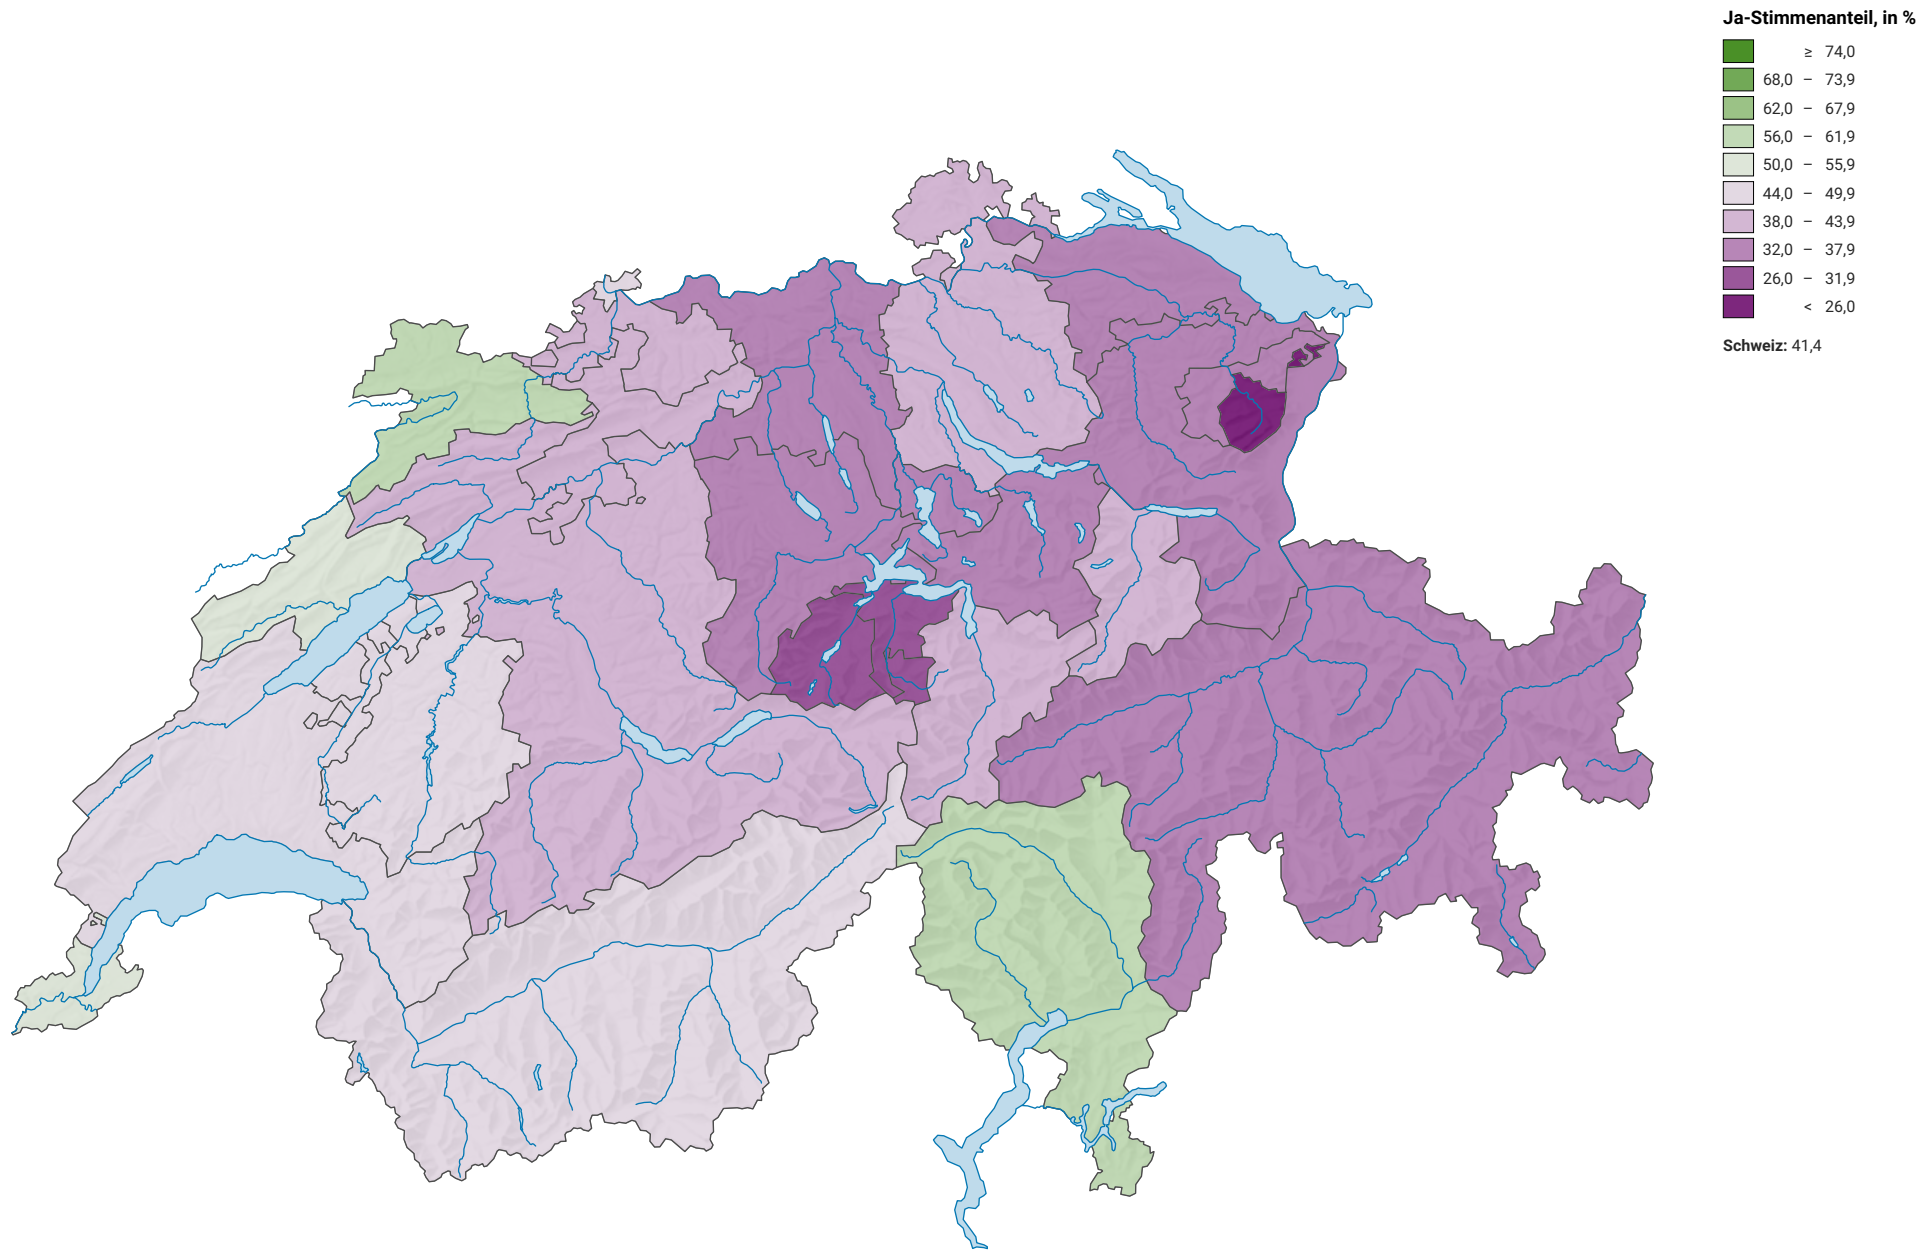 Ja-Stimmenanteil, in %
≥ 74,0
68,0 – 73,9
62,0 – 67,9
56,0 – 61,9
50,0 – 55,9
44,0 – 49,9
38,0 – 43,9
32,0 – 37,9
26,0 – 31,9
< 26,0
Schweiz: 41,4